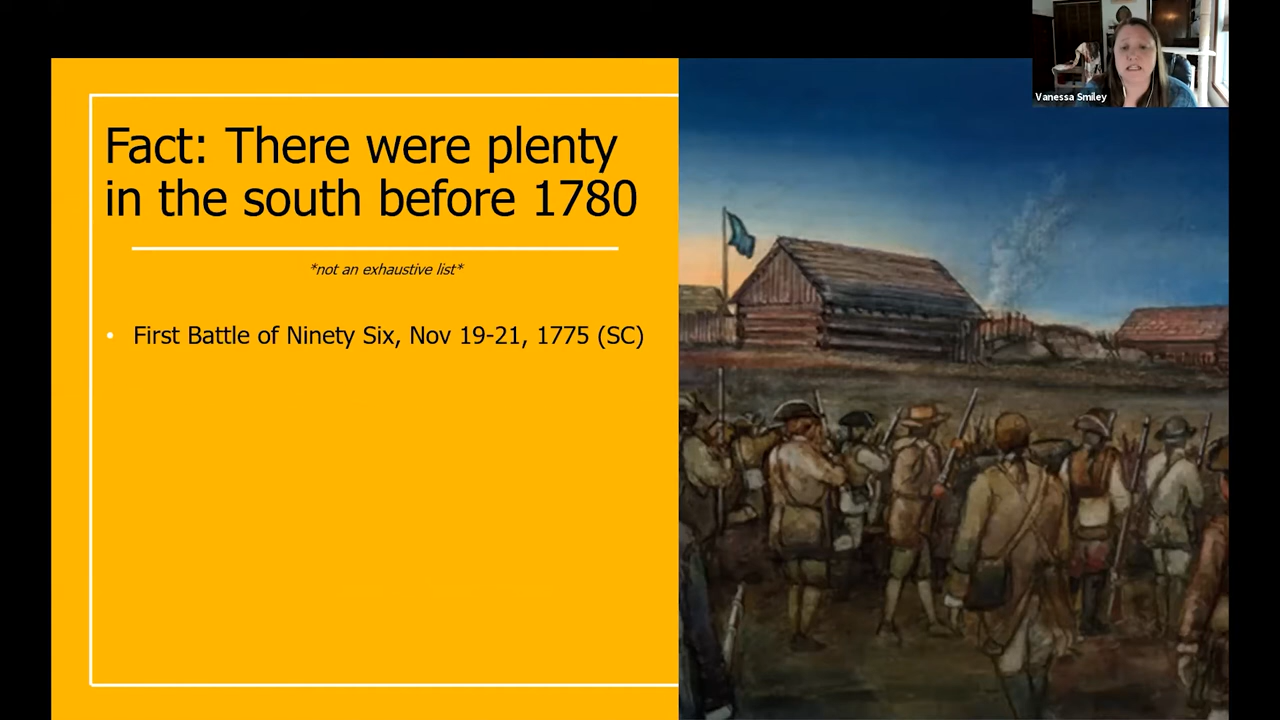 Vanessa Smiley
Fact: There were plenty
in the south before 1780
*not an exhaustive list*
• First Battle of Ninety Six, Nov 19-21, 1775 (SC)